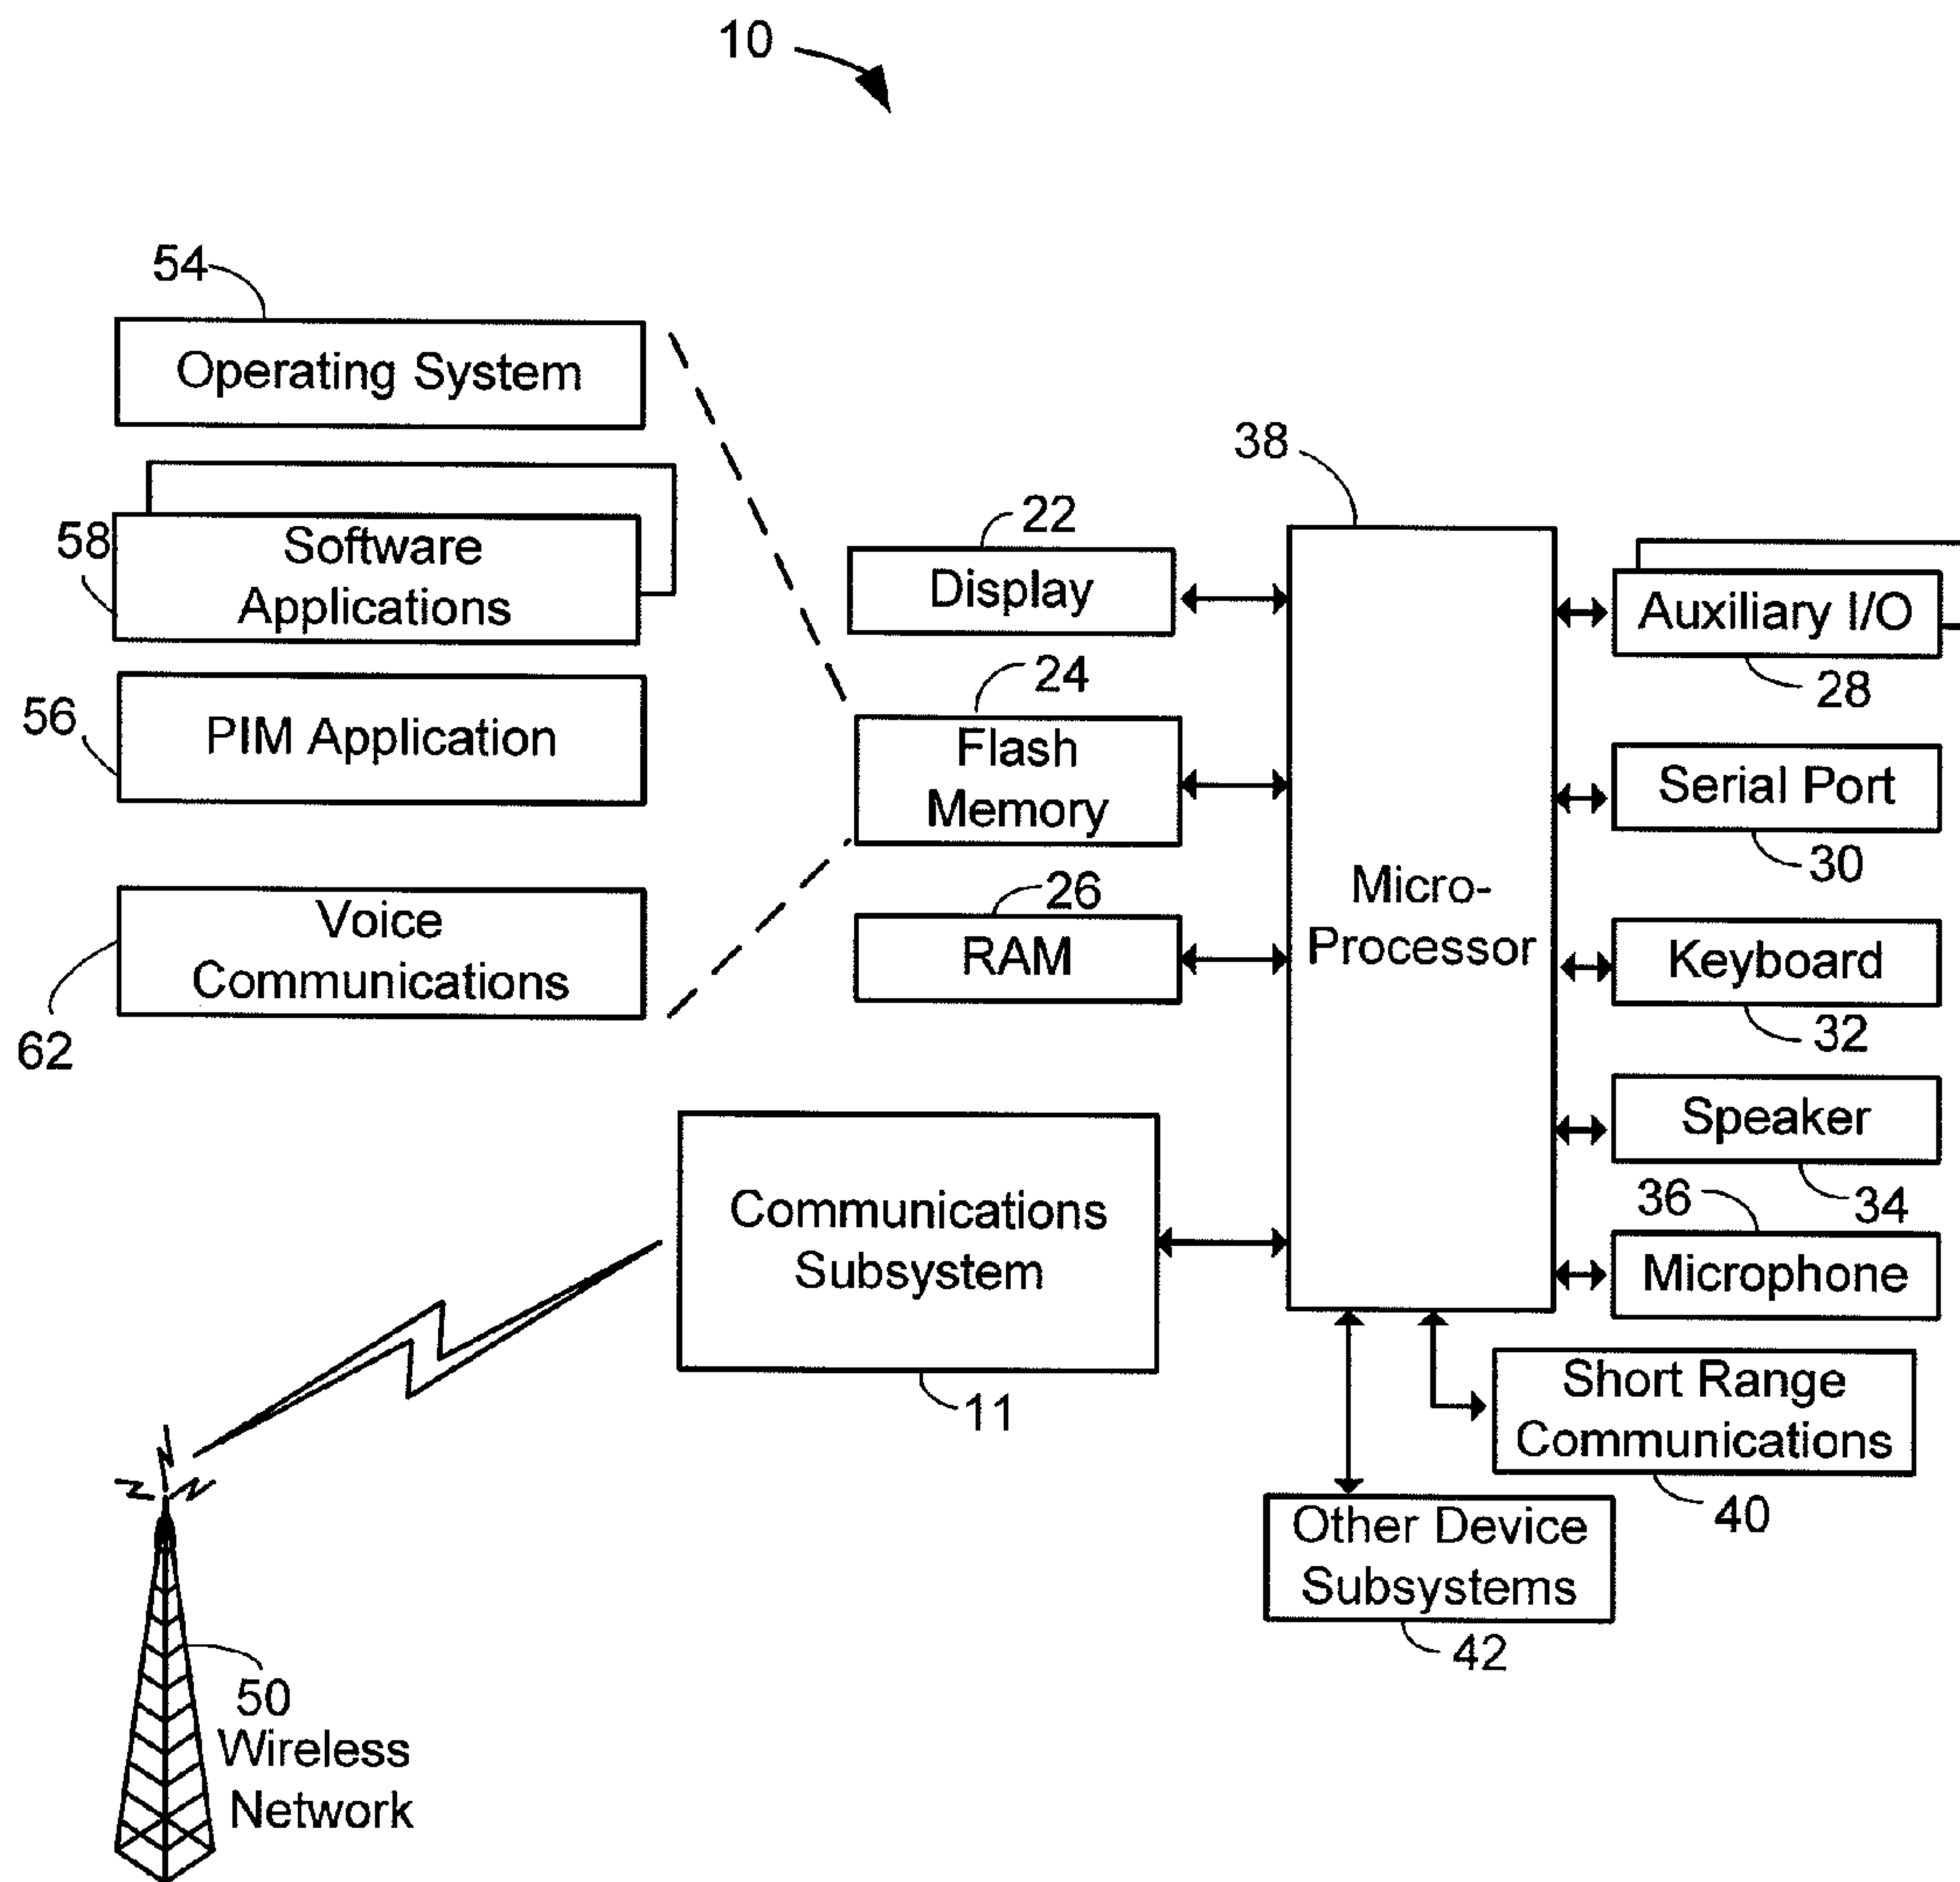 10
54
Operating System
58
Software
Applications
56
PIM Application
62
Voice
Communications
22
Display
24
Flash
Memory
26
RAM
38
Micro-
Processor
Auxiliary I/O
28
Serial Port
30
Keyboard
32
Speaker
34
36
Microphone
Communications
Subsystem
11
Short Range
Communications
40
Other Device
Subsystems
42
50
Wireless
Network